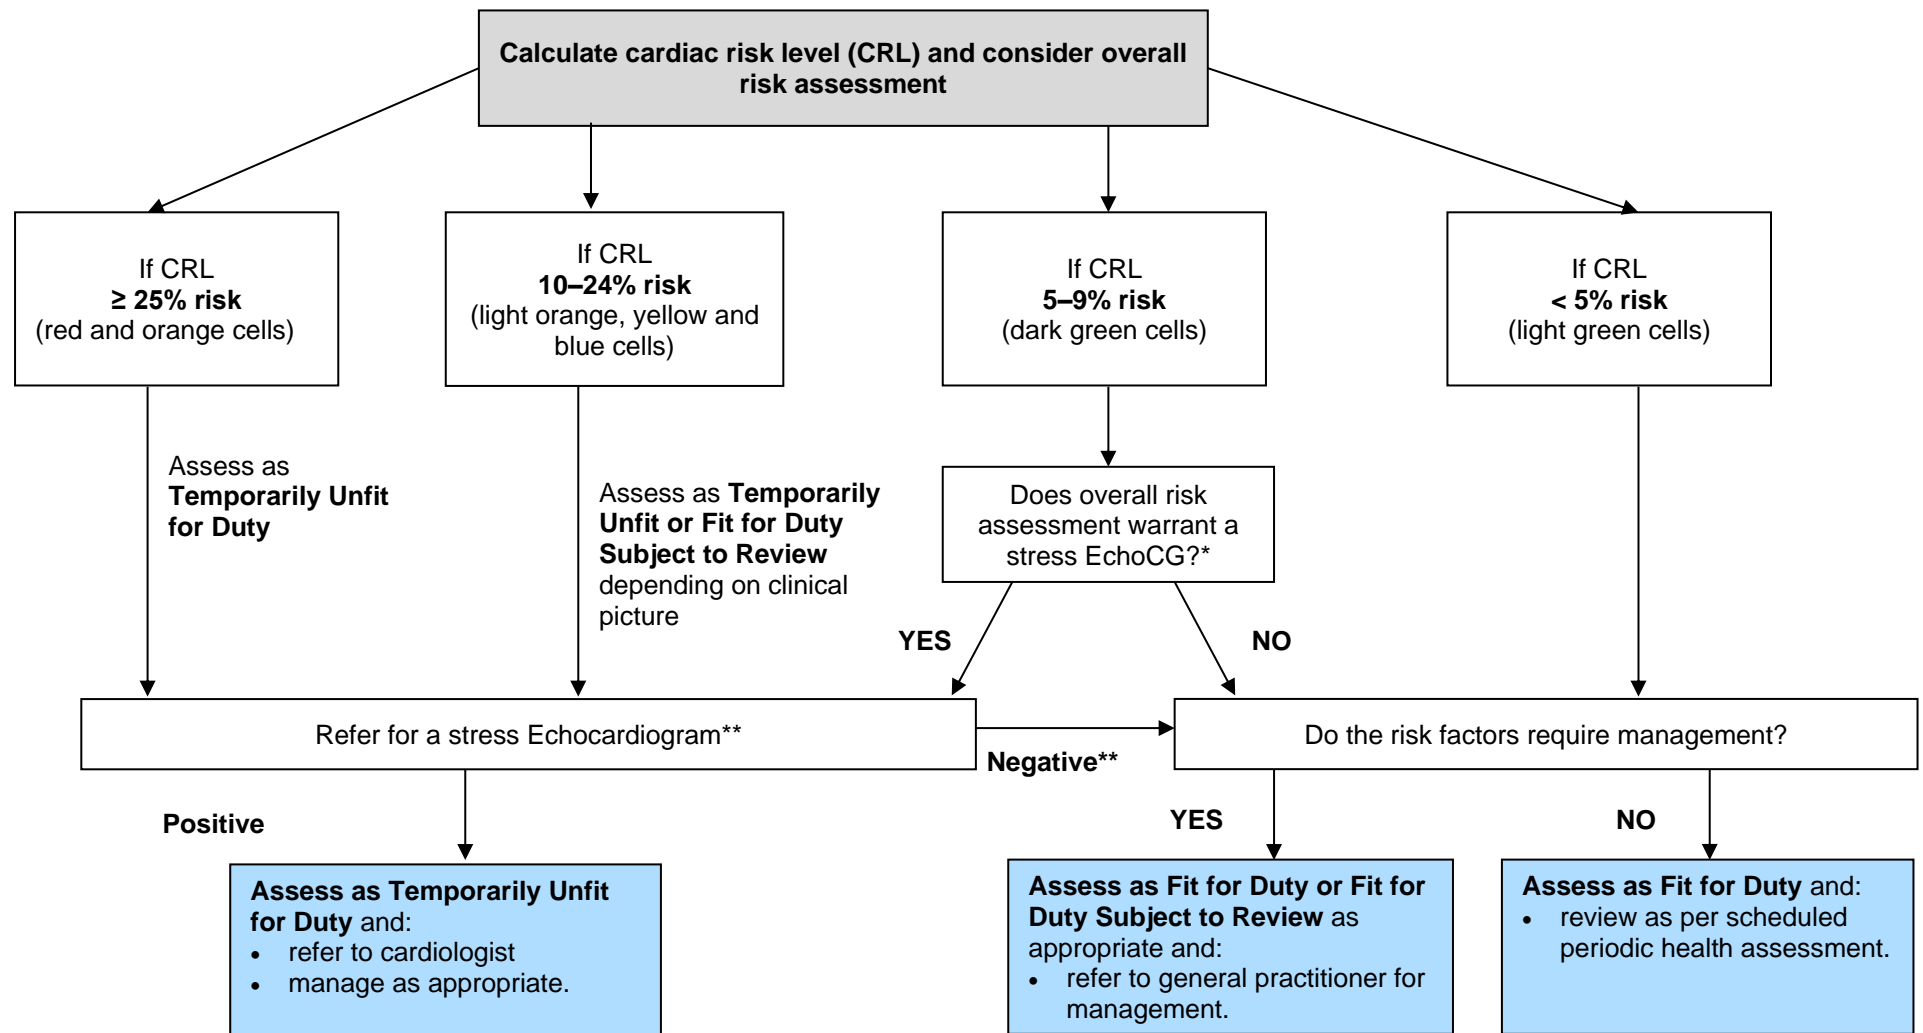 Calculate cardiac risk level (CRL) and consider overall
risk assessment
If CRL
≥ 25% risk
(red and orange cells)
If CRL
10–24% risk
(light orange, yellow and
blue cells)
If CRL
5–9% risk
(dark green cells)
If CRL
< 5% risk
(light green cells)
Assess as
Temporarily Unfit
for Duty
Assess as Temporarily
Unfit or Fit for Duty
Subject to Review
depending on clinical
picture
Does overall risk
assessment warrant a
stress EchoCG?*
YES
NO
Refer for a stress Echocardiogram**
Negative**
Do the risk factors require management?
Positive
YES
NO
Assess as Temporarily Unfit
for Duty and:
• refer to cardiologist
• manage as appropriate.
Assess as Fit for Duty or Fit for
Duty Subject to Review as
appropriate and:
• refer to general practitioner for
management.
Assess as Fit for Duty and:
• review as per scheduled
periodic health assessment.